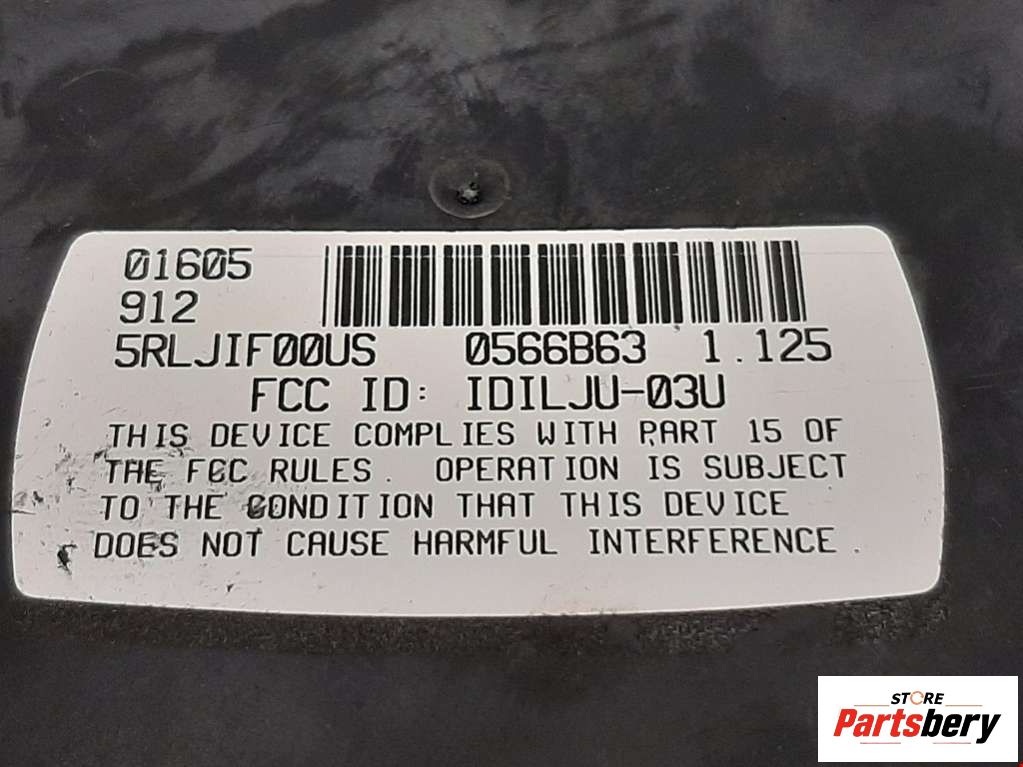 01605
912
5RLJIF00US 0566B63 1.125
FCC ID: IDILJU-03U
THIS DEVICE COMPLIES WITH PART 15 OF
THE FCC RULES. OPERATION IS SUBJECT
TO THE CONDITION THAT THIS DEVICE
DOES NOT CAUSE HARMFUL INTERFERENCE.
STORE
Partsbery